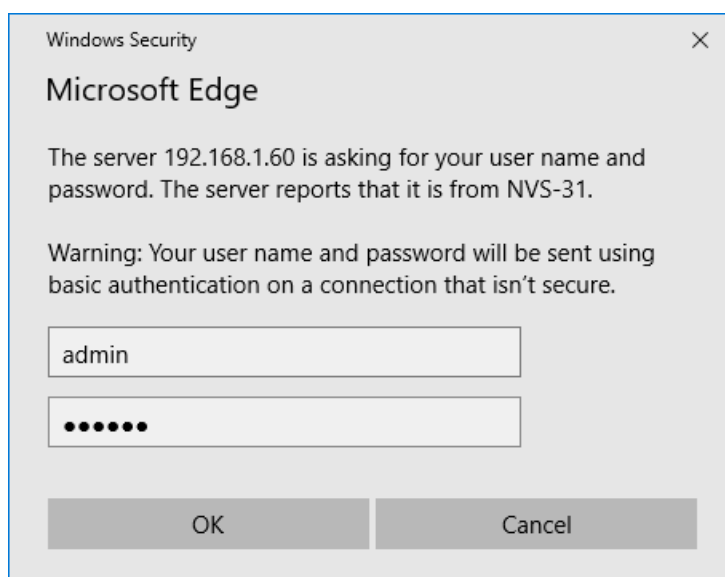 Windows Security
Microsoft Edge
The server 192.168.1.60 is asking for your user name and
password. The server reports that it is from NVS-31.
Warning: Your user name and password will be sent using
basic authentication on a connection that isn’t secure.
admin
●●●●●●
OK Cancel